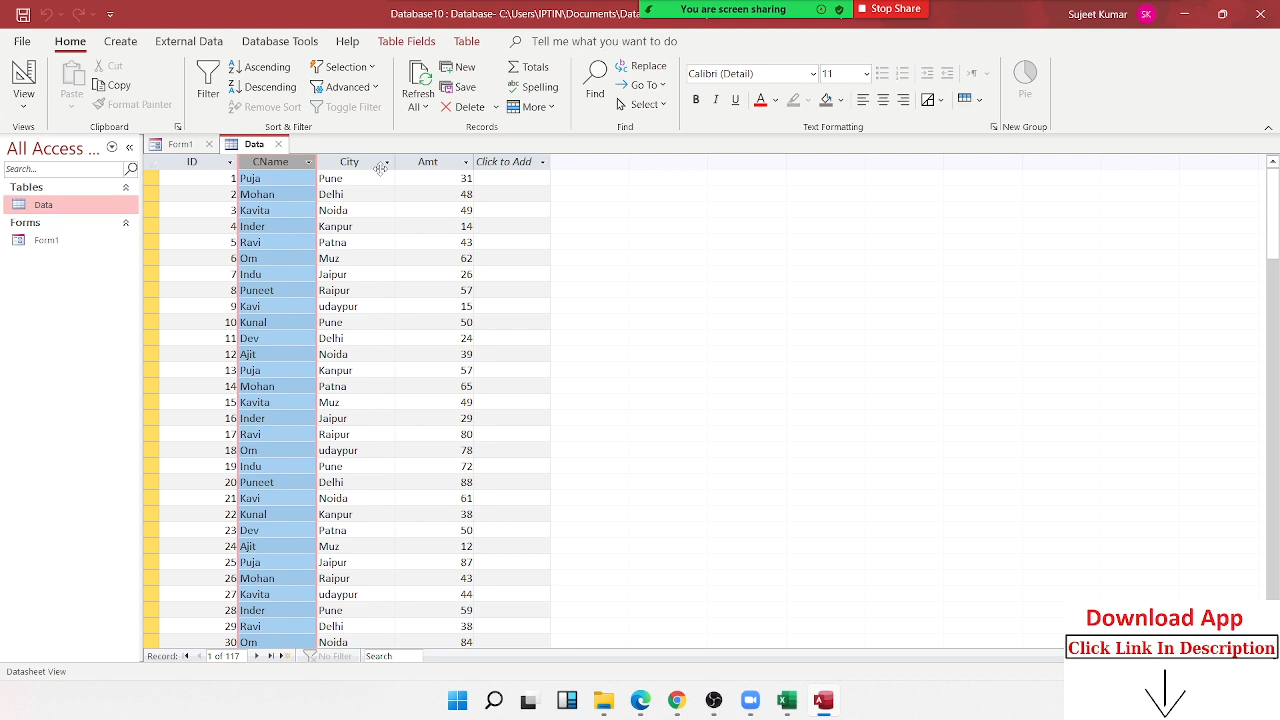 Database10 : Database- C:\Users\IPTIN\Documents\Data
You are screen sharing
Stop Share
Sujeet Kumar
SK
File Home Create External Data Database Tools Help Table Fields Table Tell me what you want to do
View
Views
Paste
Cut
Copy
Format Painter
Clipboard
Filter
Ascending
Descending
Remove Sort
Selection
Advanced
Toggle Filter
Sort & Filter
Refresh
All
New
Save
Delete
Totals
Spelling
More
Records
Find
Replace
Go To
Select
Find
Calibri (Detail) 11
B I U A
Text Formatting
Pie
New Group
All Access ...
Search...
Tables
Data
Forms
Form1
Form1 Data
ID CName City Amt Click to Add
1 Puja Pune 31
2 Mohan Delhi 48
3 Kavita Noida 49
4 Inder Kanpur 14
5 Ravi Patna 43
6 Om Muz 62
7 Indu Jaipur 26
8 Puneet Raipur 57
9 Kavi udaypur 15
10 Kunal Pune 50
11 Dev Delhi 24
12 Ajit Noida 39
13 Puja Kanpur 57
14 Mohan Patna 65
15 Kavita Muz 49
16 Inder Jaipur 29
17 Ravi Raipur 80
18 Om udaypur 78
19 Indu Pune 72
20 Puneet Delhi 88
21 Kavi Noida 61
22 Kunal Kanpur 38
23 Dev Patna 50
24 Ajit Muz 12
25 Puja Jaipur 87
26 Mohan Raipur 43
27 Kavita udaypur 44
28 Inder Pune 59
29 Ravi Delhi 38
30 Om Noida 84
Record: 1 of 117 No Filter Search
Datasheet View
Download App
Click Link In Description